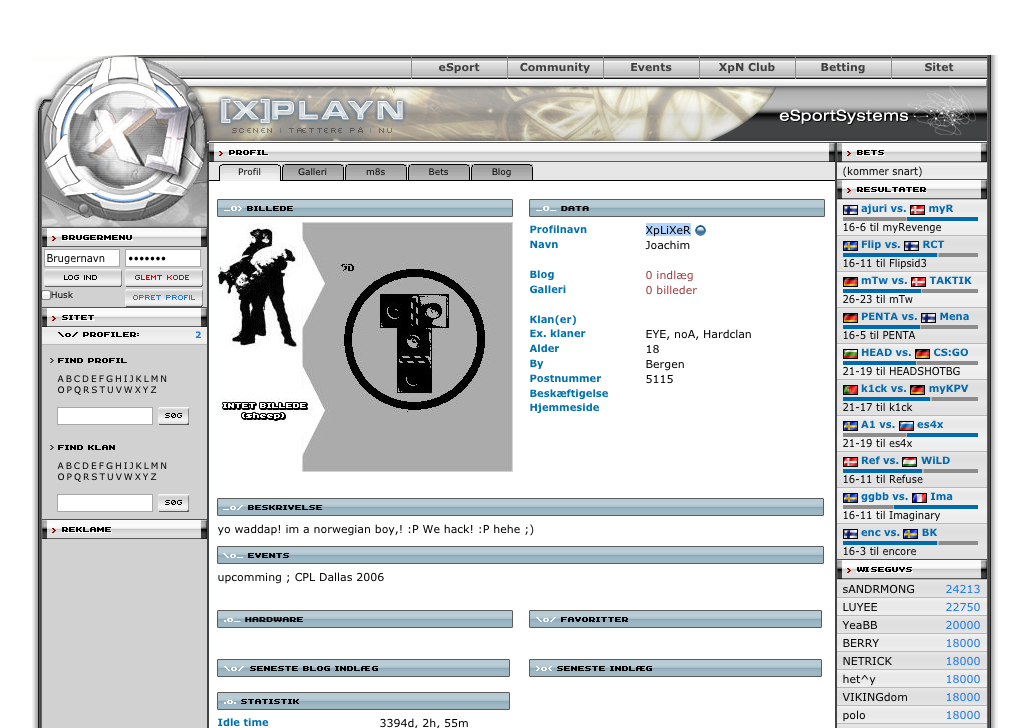 eSport Community Events XpN Club Betting Sitet
[X]PLAYN
SCENEN | TÆTTERE PÅ | NU
eSportSystems
BRUGERMENU
Brugernavn •••••••
LOG IND GLEMT KODE
Husk OPRET PROFIL
SITET
\o/ PROFILER: 2
FIND PROFIL
A B C D E F G H I J K L M N
O P Q R S T U V W X Y Z
SØG
FIND KLAN
A B C D E F G H I J K L M N
O P Q R S T U V W X Y Z
SØG
REKLAME
PROFIL
Profil Galleri m8s Bets Blog
_o> BILLEDE
INTET BILLEDE
(sheep)
_o_ DATA
Profilnavn XpLiXeR
Navn Joachim
Blog 0 indlæg
Galleri 0 billeder
Klan(er)
Ex. klaner EYE, noA, Hardclan
Alder 18
By Bergen
Postnummer 5115
Beskæftigelse
Hjemmeside
_o/ BESKRIVELSE
yo waddap! im a norwegian boy,! :P We hack! :P hehe ;)
\o_ EVENTS
upcomming ; CPL Dallas 2006
.o_ HARDWARE
\o/ FAVORITTER
\o/ SENESTE BLOG INDLÆG
>o< SENESTE INDLÆG
.o. STATISTIK
Idle time 3394d, 2h, 55m
BETS
(kommer snart)
RESULTATER
ajuri vs. myR
16-6 til myRevenge
Flip vs. RCT
16-11 til Flipsid3
mTw vs. TAKTIK
26-23 til mTw
PENTA vs. Mena
16-5 til PENTA
HEAD vs. CS:GO
21-19 til HEADSHOTBG
k1ck vs. myKPV
21-17 til k1ck
A1 vs. es4x
21-19 til es4x
Ref vs. WiLD
16-11 til Refuse
ggbb vs. Ima
16-11 til Imaginary
enc vs. BK
16-3 til encore
WISEGUYS
sANDRMONG 24213
LUYEE 22750
YeaBB 20000
BERRY 18000
NETRICK 18000
het^y 18000
VIKINGdom 18000
polo 18000